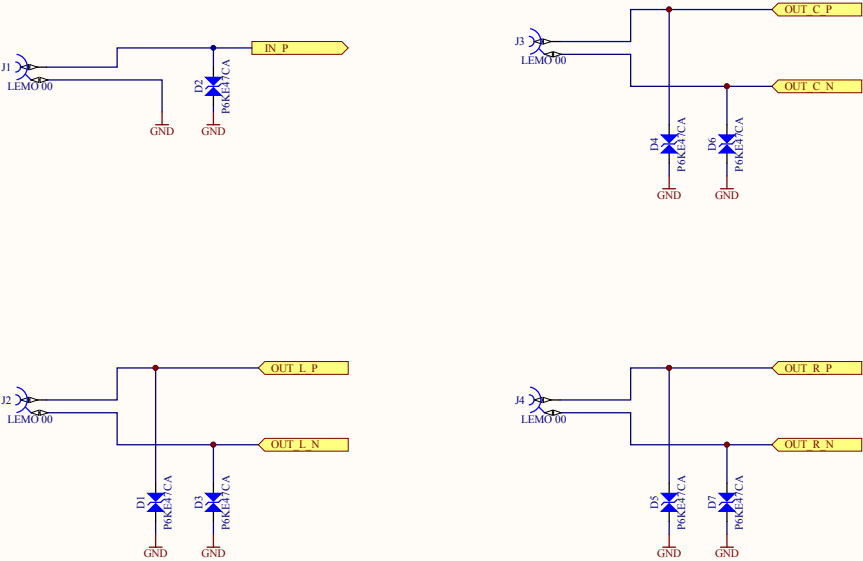 J1
LEMO 00
IN_P
D2
P6KE47CA
GND
GND
J3
LEMO 00
OUT_C_P
OUT_C_N
D4
P6KE47CA
D6
P6KE47CA
GND
GND
J2
LEMO 00
OUT_L_P
OUT_L_N
D1
P6KE47CA
D3
P6KE47CA
GND
GND
J4
LEMO 00
OUT_R_P
OUT_R_N
D5
P6KE47CA
D7
P6KE47CA
GND
GND